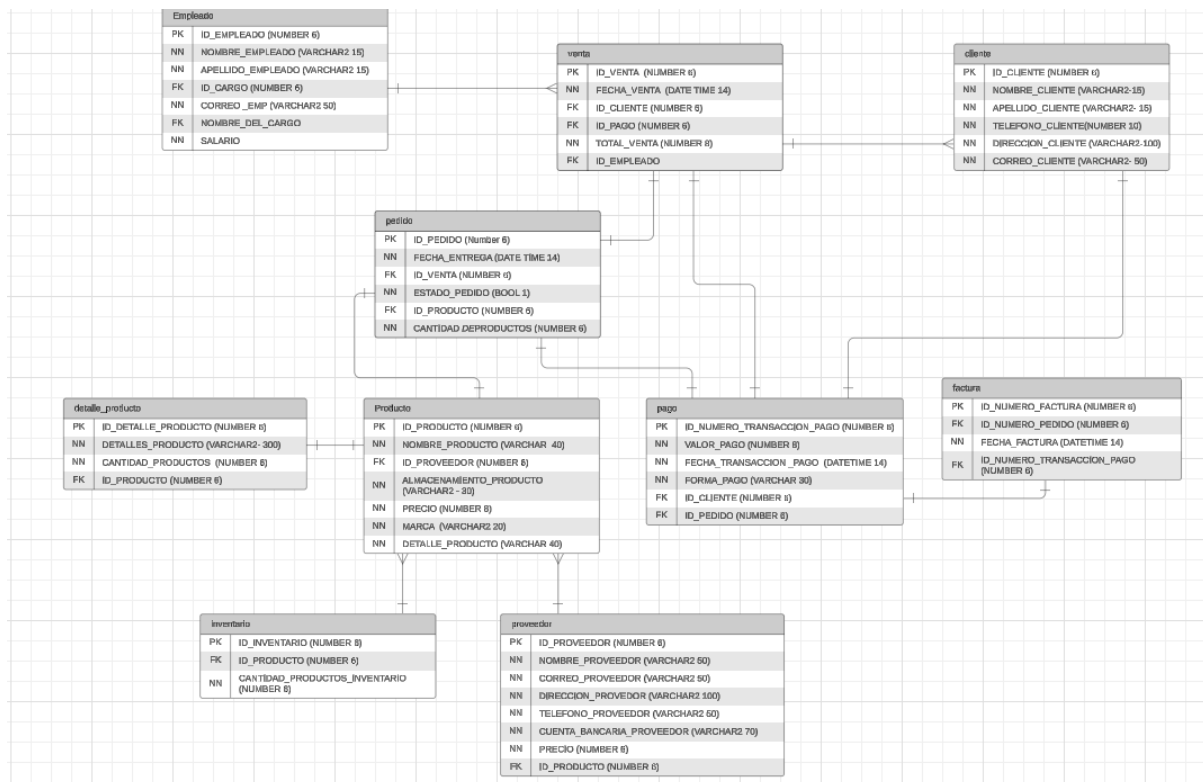 Empleado
PK ID_EMPLEADO (NUMBER 6)
NN NOMBRE_EMPLEADO (VARCHAR2 15)
NN APELLIDO_EMPLEADO (VARCHAR2 15)
FK ID_CARGO (NUMBER 6)
NN CORREO _EMP (VARCHAR2 50)
FK NOMBRE_DEL_CARGO
NN SALARIO
venta
PK ID_VENTA (NUMBER 6)
NN FECHA_VENTA (DATE TIME 14)
FK ID_CLIENTE (NUMBER 6)
FK ID_PAGO (NUMBER 6)
NN TOTAL_VENTA (NUMBER 8)
FK ID_EMPLEADO
cliente
PK ID_CLIENTE (NUMBER 6)
NN NOMBRE_CLIENTE (VARCHAR2-15)
NN APELLIDO_CLIENTE (VARCHAR2- 15)
NN TELEFONO_CLIENTE(NUMBER 10)
NN DIRECCION_CLIENTE (VARCHAR2-100)
NN CORREO_CLIENTE (VARCHAR2- 50)
pedido
PK ID_PEDIDO (Number 6)
NN FECHA_ENTREGA (DATE TIME 14)
FK ID_VENTA (NUMBER 6)
NN ESTADO_PEDIDO (BOOL 1)
FK ID_PRODUCTO (NUMBER 6)
NN CANTIDAD DEPRODUCTOS (NUMBER 6)
detalle_producto
PK ID_DETALLE_PRODUCTO (NUMBER 6)
NN DETALLES_PRODUCTO (VARCHAR2- 300)
NN CANTIDAD_PRODUCTOS (NUMBER 6)
FK ID_PRODUCTO (NUMBER 6)
Producto
PK ID_PRODUCTO (NUMBER 6)
NN NOMBRE_PRODUCTO (VARCHAR 40)
FK ID_PROVEEDOR (NUMBER 6)
NN ALMACENAMIENTO_PRODUCTO
(VARCHAR2 - 30)
NN PRECIO (NUMBER 8)
NN MARCA (VARCHAR2 20)
NN DETALLE_PRODUCTO (VARCHAR 40)
pago
PK ID_NUMERO_TRANSACCION_PAGO (NUMBER 6)
NN VALOR_PAGO (NUMBER 8)
NN FECHA_TRANSACCION_PAGO (DATETIME 14)
NN FORMA_PAGO (VARCHAR 30)
FK ID_CLIENTE (NUMBER 6)
FK ID_PEDIDO (NUMBER 6)
factura
PK ID_NUMERO_FACTURA (NUMBER 6)
FK ID_NUMERO_PEDIDO (NUMBER 6)
NN FECHA_FACTURA (DATETIME 14)
FK ID_NUMERO_TRANSACCION_PAGO
(NUMBER 6)
inventario
PK ID_INVENTARIO (NUMBER 6)
FK ID_PRODUCTO (NUMBER 6)
NN CANTIDAD_PRODUCTOS_INVENTARIO
(NUMBER 6)
proveedor
PK ID_PROVEEDOR (NUMBER 6)
NN NOMBRE_PROVEEDOR (VARCHAR2 50)
NN CORREO_PROVEEDOR (VARCHAR2 50)
NN DIRECCION_PROVEDOR (VARCHAR2 100)
NN TELEFONO_PROVEEDOR (VARCHAR2 50)
NN CUENTA_BANCARIA_PROVEEDOR (VARCHAR2 70)
NN PRECIO (NUMBER 6)
FK ID_PRODUCTO (NUMBER 6)